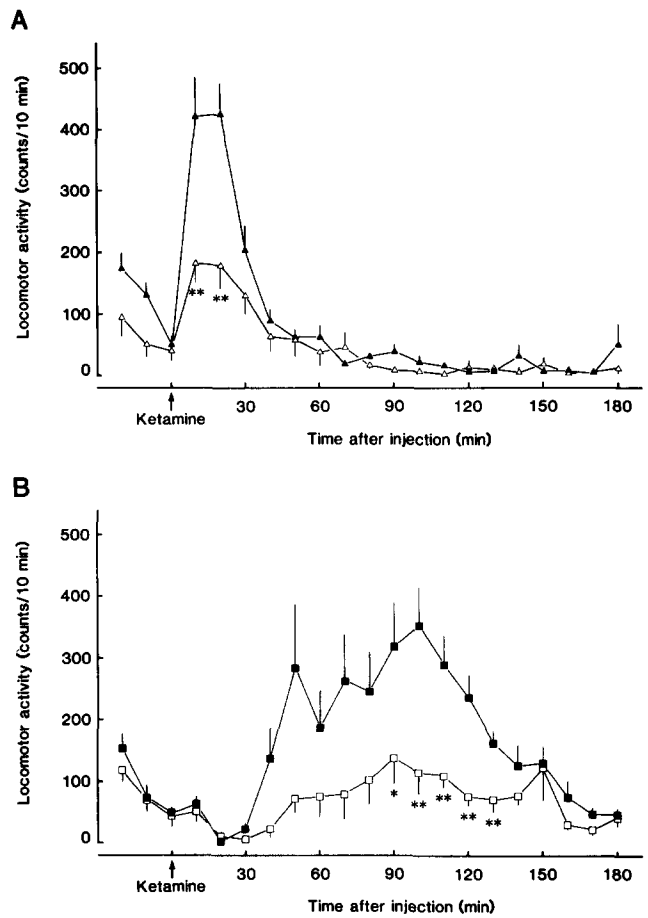 A
500
400
300
200
100
0
Locomotor activity (counts/10 min)
** **
30 60 90 120 150 180
Ketamine
Time after injection (min)
B
500
400
300
200
100
0
Locomotor activity (counts/10 min)
* ** ** ** **
30 60 90 120 150 180
Ketamine
Time after injection (min)